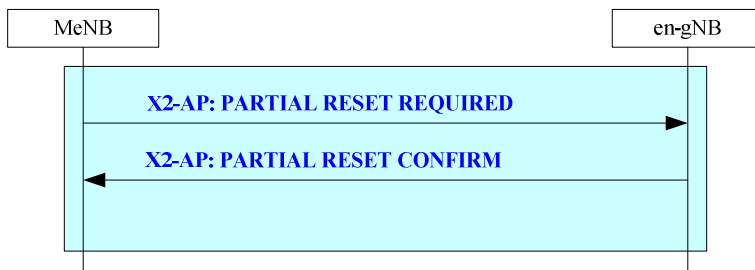 MeNB
en-gNB
X2-AP: PARTIAL RESET REQUIRED
X2-AP: PARTIAL RESET CONFIRM